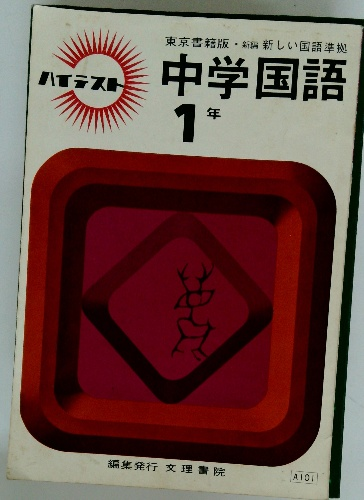 東京書籍版・新編 新しい国語準拠
ハイテスト
中学国語
1年
編集発行 文理書院
A101